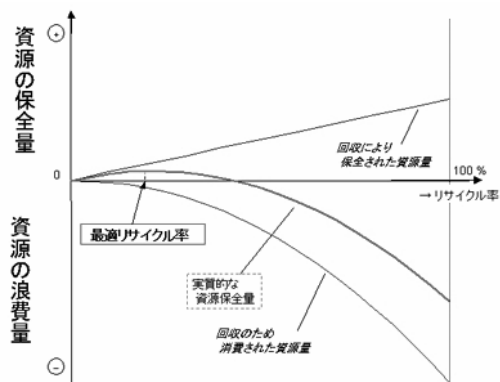 +
資源の保全量
回収により
保全された資源量
0
100 %
→ リサイクル率
最適リサイクル率
資源の浪費量
実質的な
資源保全量
回収のため
消費された資源量
−